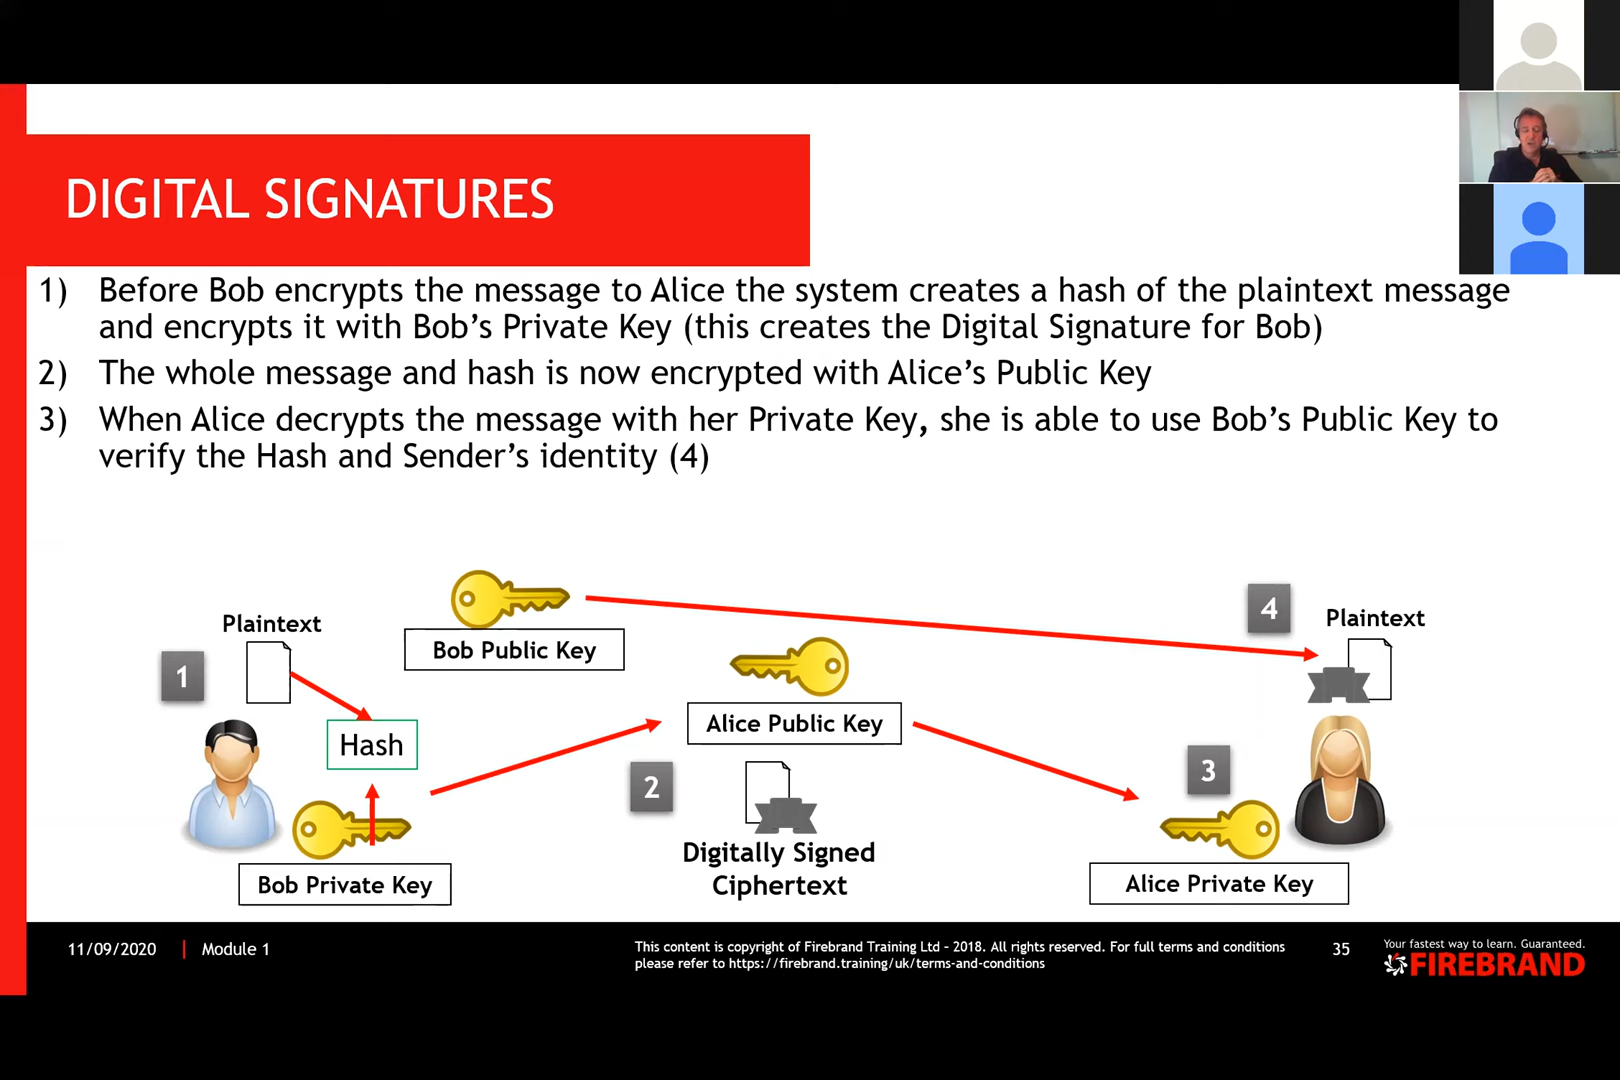 DIGITAL SIGNATURES
1) Before Bob encrypts the message to Alice the system creates a hash of the plaintext message
and encrypts it with Bob's Private Key (this creates the Digital Signature for Bob)
2) The whole message and hash is now encrypted with Alice's Public Key
3) When Alice decrypts the message with her Private Key, she is able to use Bob's Public Key to
verify the Hash and Sender's identity (4)
Plaintext
1
Hash
Bob Private Key
Bob Public Key
Alice Public Key
2
Digitally Signed
Ciphertext
3
Alice Private Key
4
Plaintext
11/09/2020 | Module 1
This content is copyright of Firebrand Training Ltd – 2018. All rights reserved. For full terms and conditions
please refer to https://firebrand.training/uk/terms-and-conditions
35
Your fastest way to learn. Guaranteed.
FIREBRAND